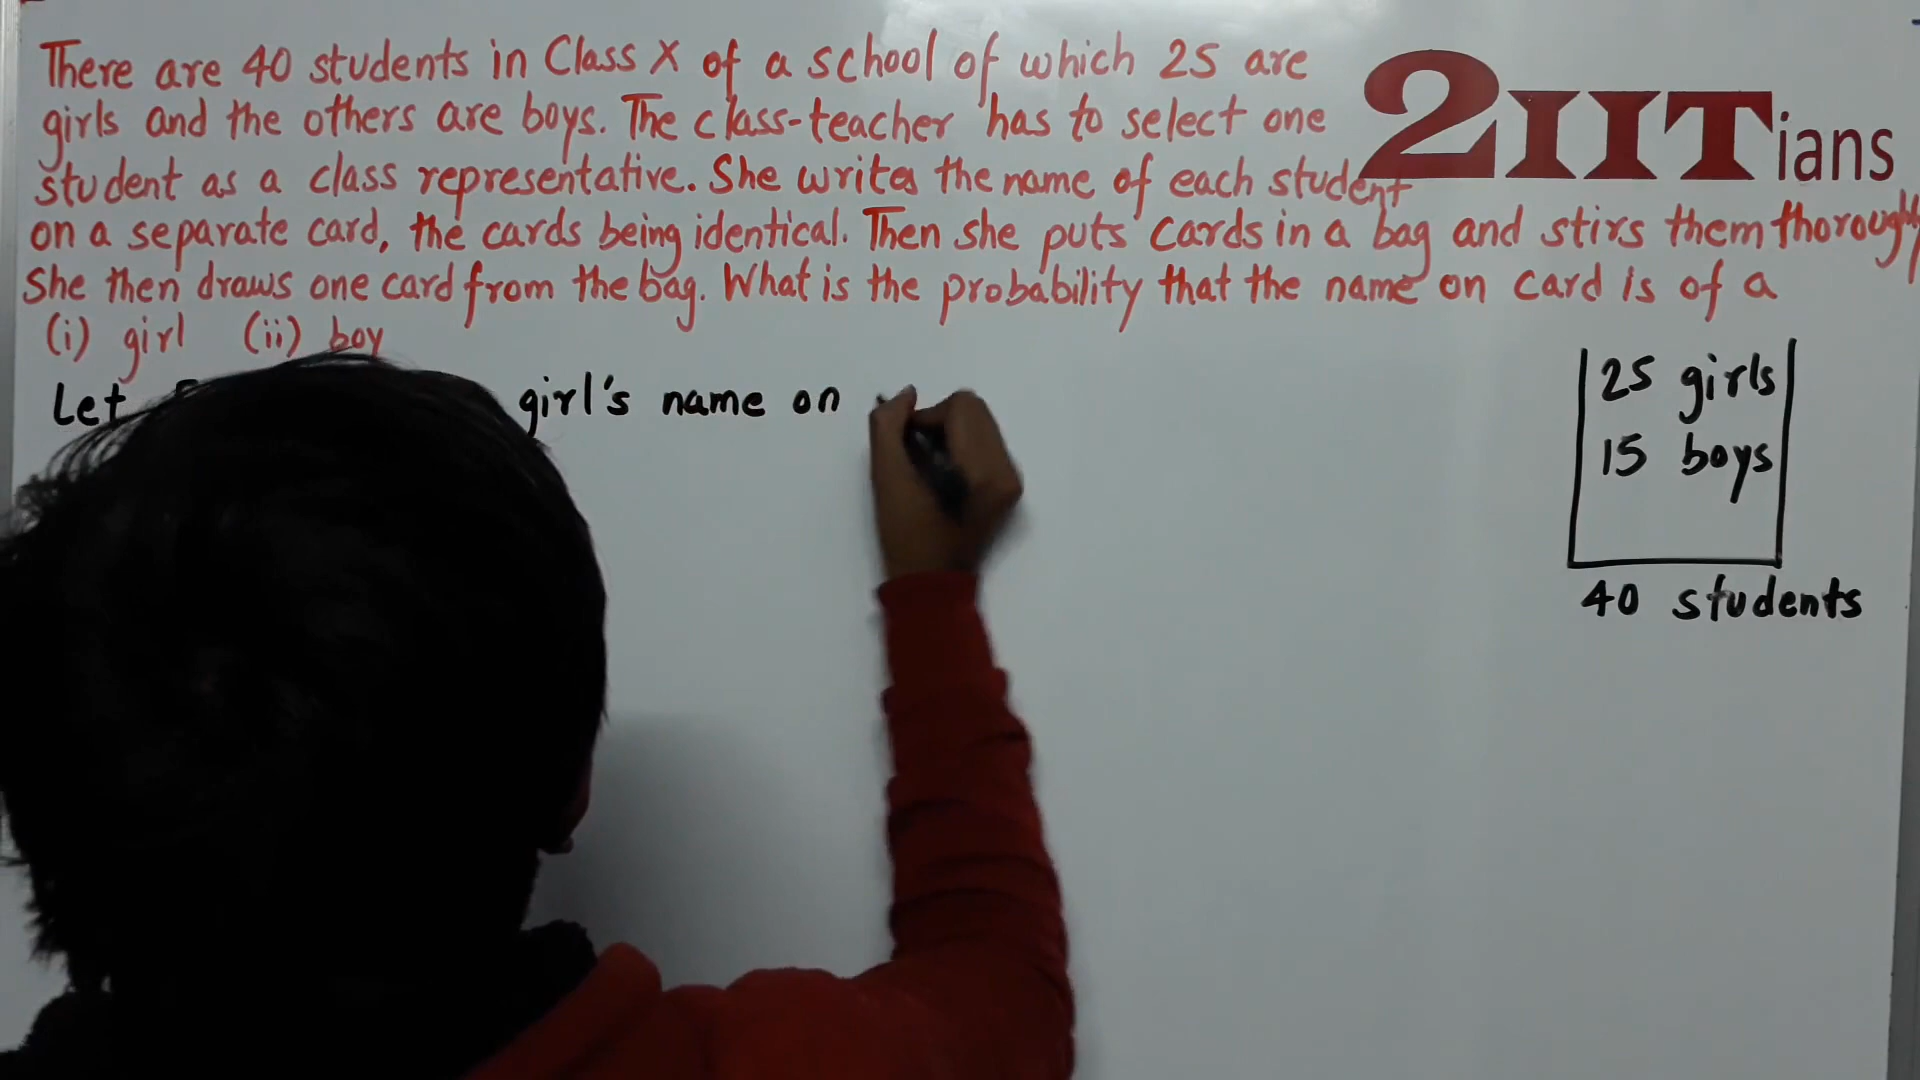 There are 40 students in Class X of a school of which 25 are
girls and the others are boys. The class-teacher has to select one
student as a class representative. She writes the name of each student
on a separate card, the cards being identical. Then she puts cards in a bag and stirs them thoroughly
She then draws one card from the bag. What is the probability that the name on card is of a
(i) girl (ii) boy
Let girl's name on
2IITians
25 girls
15 boys
40 students